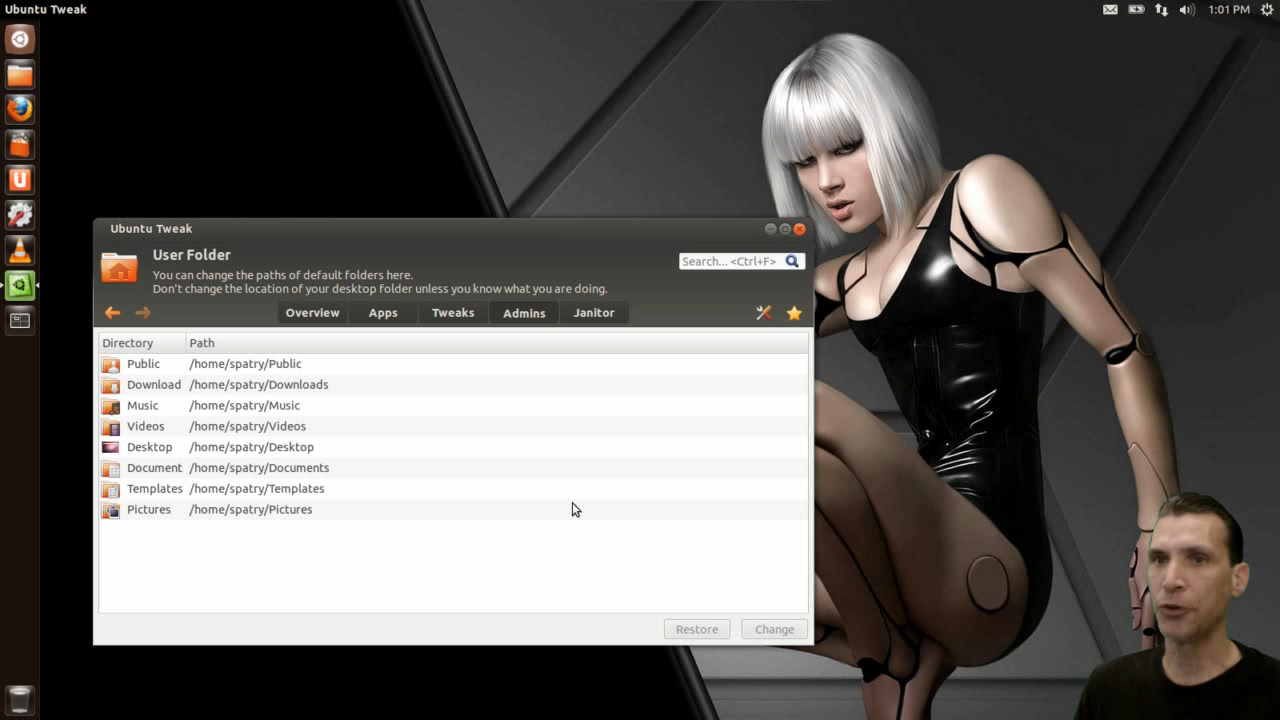 Ubuntu Tweak
1:01 PM
Ubuntu Tweak
User Folder
You can change the paths of default folders here.
Don't change the location of your desktop folder unless you know what you are doing.
Search... <Ctrl+F>
Overview Apps Tweaks Admins Janitor
Directory Path
Public /home/spatry/Public
Download /home/spatry/Downloads
Music /home/spatry/Music
Videos /home/spatry/Videos
Desktop /home/spatry/Desktop
Document /home/spatry/Documents
Templates /home/spatry/Templates
Pictures /home/spatry/Pictures
Restore Change